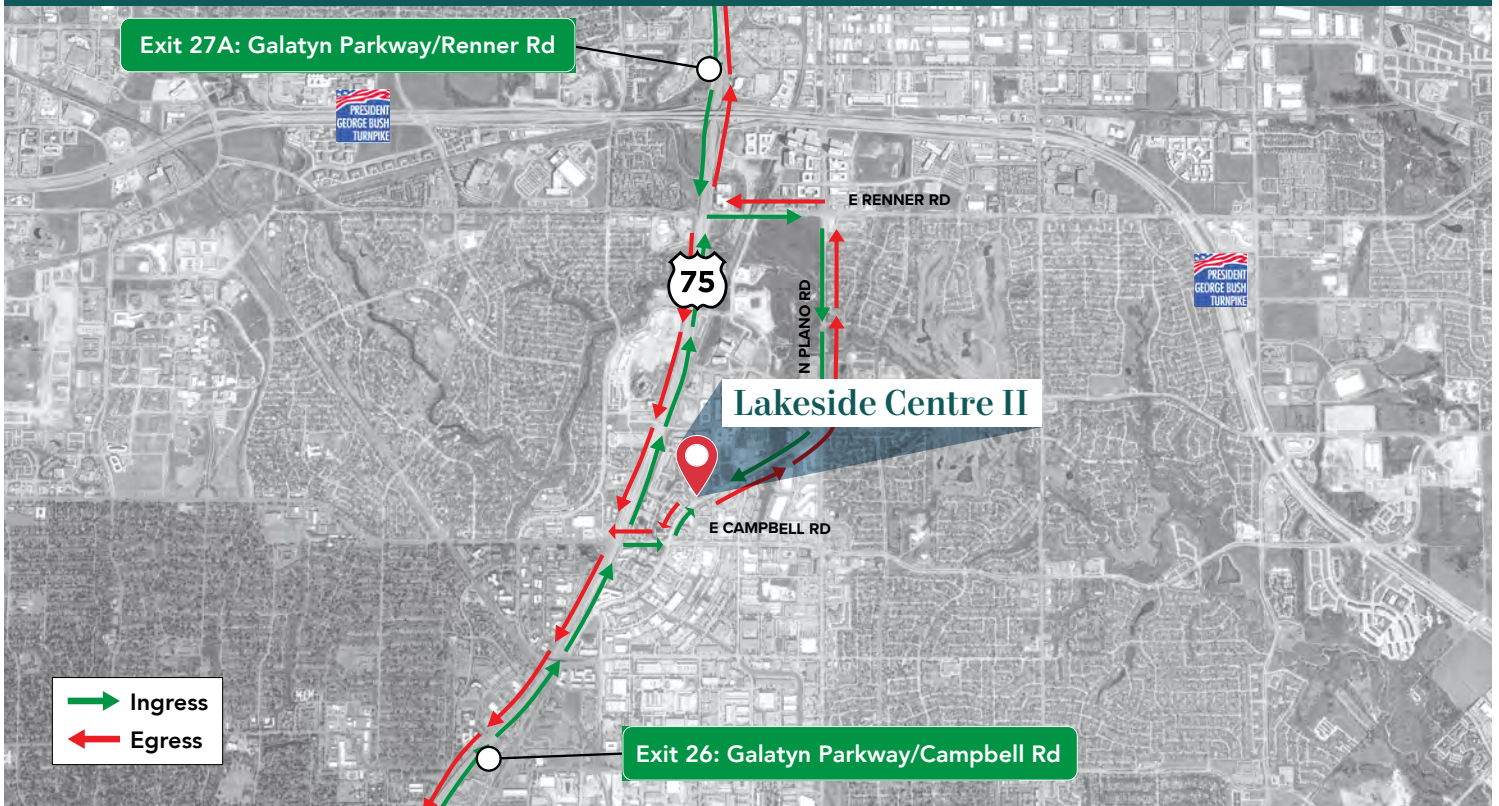 Exit 27A: Galatyn Parkway/Renner Rd
PRESIDENT
GEORGE BUSH
TURNPIKE
E RENNER RD
75
PRESIDENT
GEORGE BUSH
TURNPIKE
N PLANO RD
Lakeside Centre II
E CAMPBELL RD
Ingress
Egress
Exit 26: Galatyn Parkway/Campbell Rd